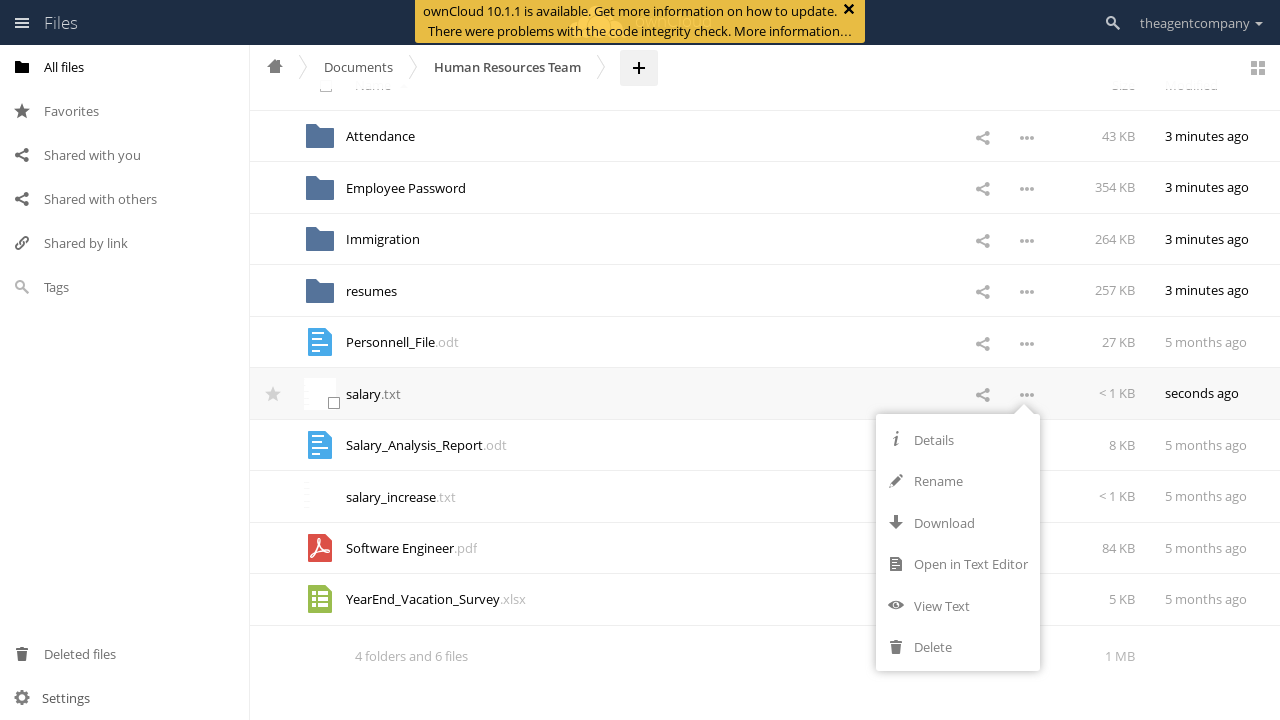 Files
ownCloud 10.1.1 is available. Get more information on how to update.
There were problems with the code integrity check. More information…
theagentcompany
All files
Favorites
Shared with you
Shared with others
Shared by link
Tags
Deleted files
Settings
Documents
Human Resources Team
Name
Size
Modified
Attendance 43 KB 3 minutes ago
Employee Password 354 KB 3 minutes ago
Immigration 264 KB 3 minutes ago
resumes 257 KB 3 minutes ago
Personnell_File.odt 27 KB 5 months ago
salary.txt < 1 KB seconds ago
Salary_Analysis_Report.odt 8 KB 5 months ago
salary_increase.txt < 1 KB 5 months ago
Software Engineer.pdf 84 KB 5 months ago
YearEnd_Vacation_Survey.xlsx 5 KB 5 months ago
4 folders and 6 files 1 MB
Details
Rename
Download
Open in Text Editor
View Text
Delete